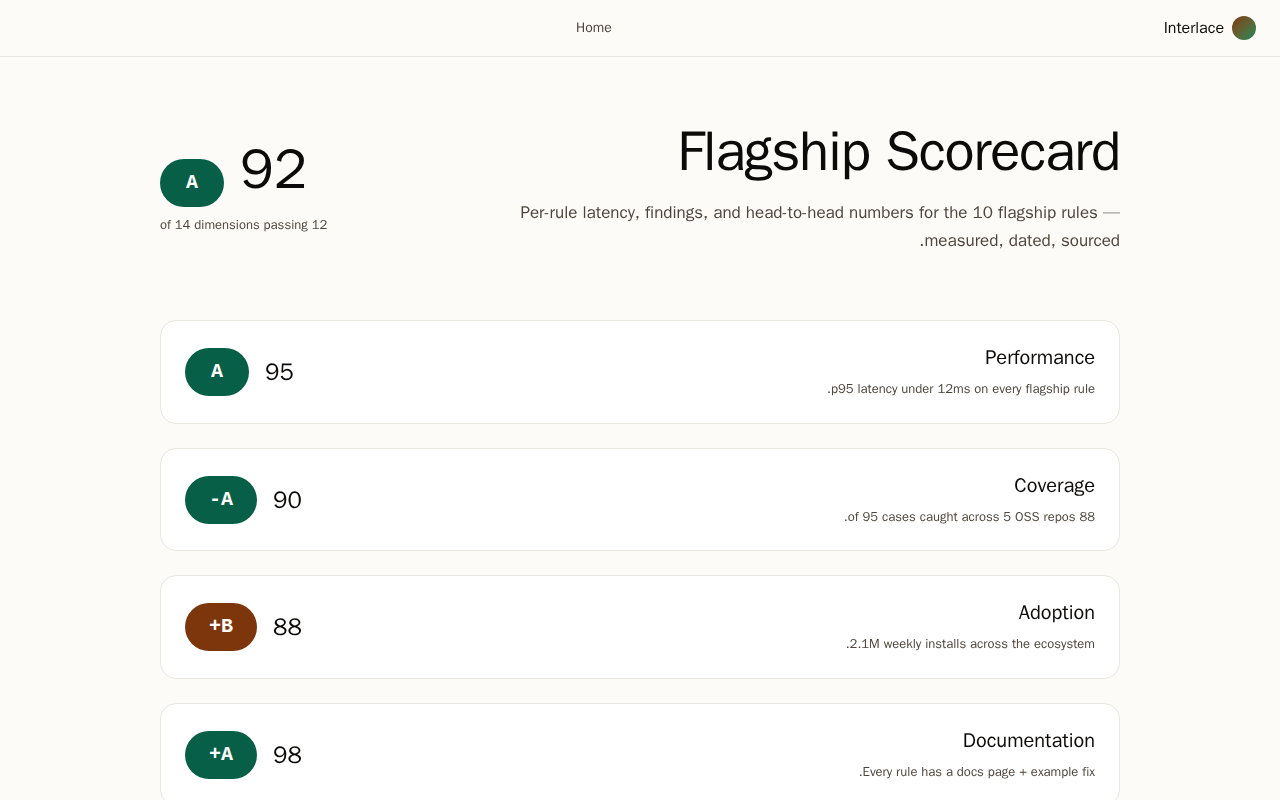 Interlace
Home
Flagship Scorecard
Per-rule latency, findings, and head-to-head numbers for the 10 flagship rules —
.measured, dated, sourced
A 92
of 14 dimensions passing 12
Performance
.p95 latency under 12ms on every flagship rule
A 95
Coverage
.of 95 cases caught across 5 OSS repos 88
-A 90
Adoption
.2.1M weekly installs across the ecosystem
+B 88
Documentation
.Every rule has a docs page + example fix
+A 98